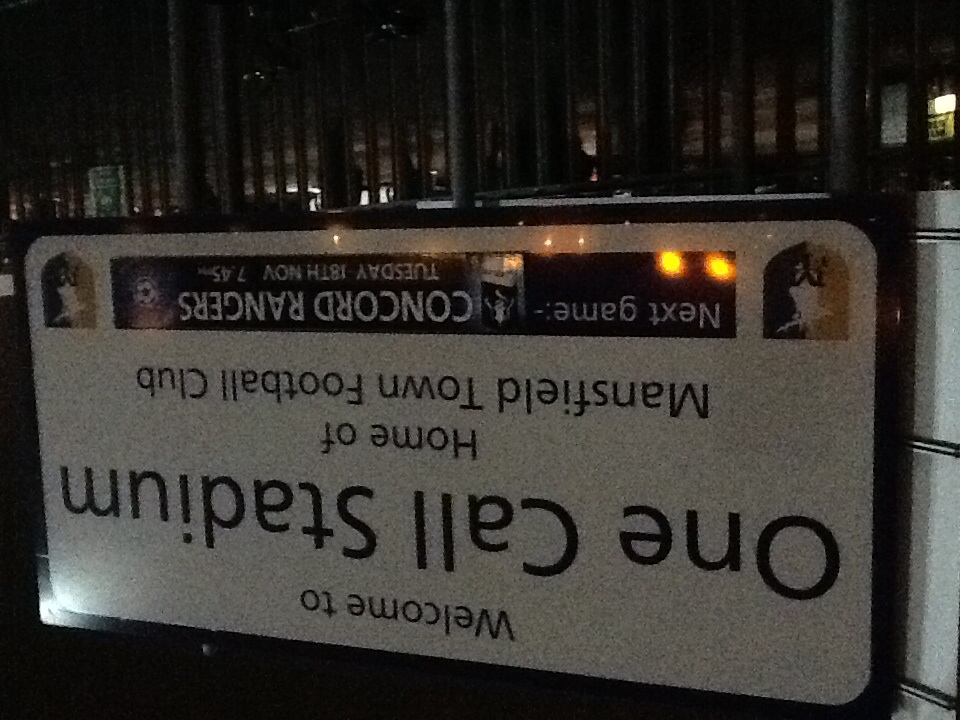 Welcome to
One Call Stadium
Home of
Mansfield Town Football Club
Next game:- CONCORD RANGERS
TUESDAY 18TH NOV 7.45PM